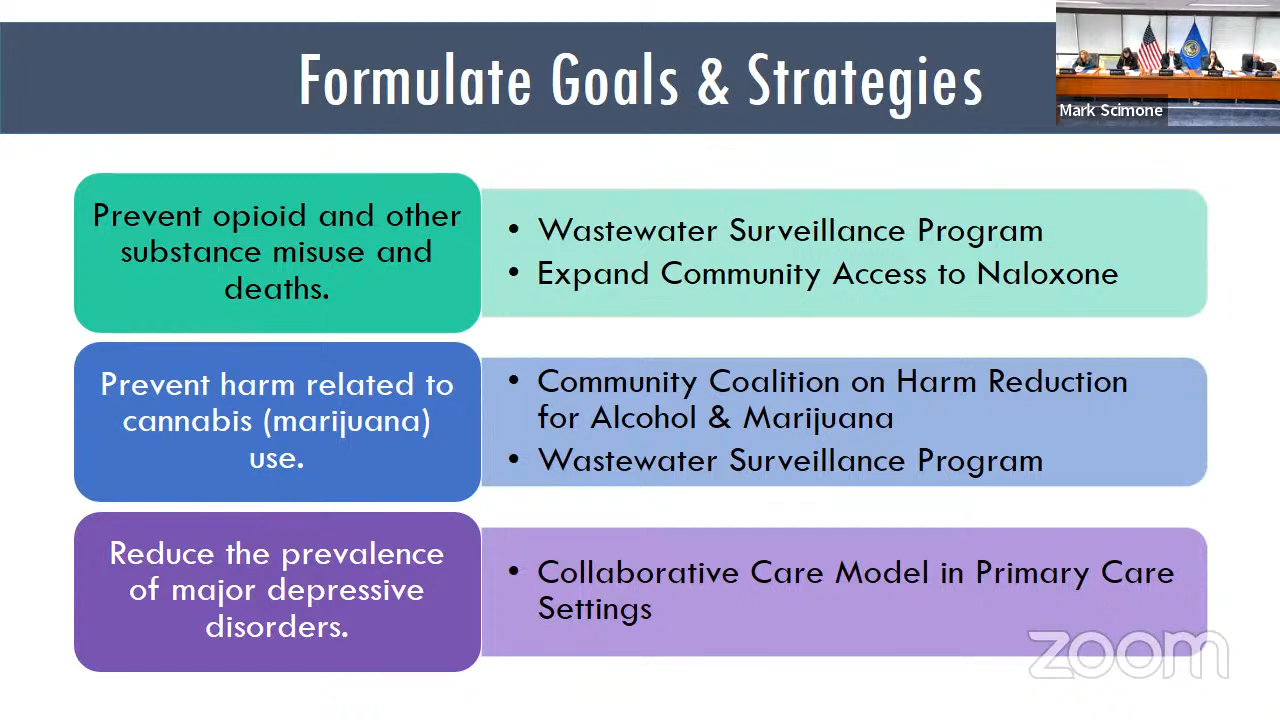 Formulate Goals & Strategies
Mark Scimone
Prevent opioid and other
substance misuse and
deaths.
• Wastewater Surveillance Program
• Expand Community Access to Naloxone
Prevent harm related to
cannabis (marijuana)
use.
• Community Coalition on Harm Reduction
for Alcohol & Marijuana
• Wastewater Surveillance Program
Reduce the prevalence
of major depressive
disorders.
• Collaborative Care Model in Primary Care
Settings
zoom